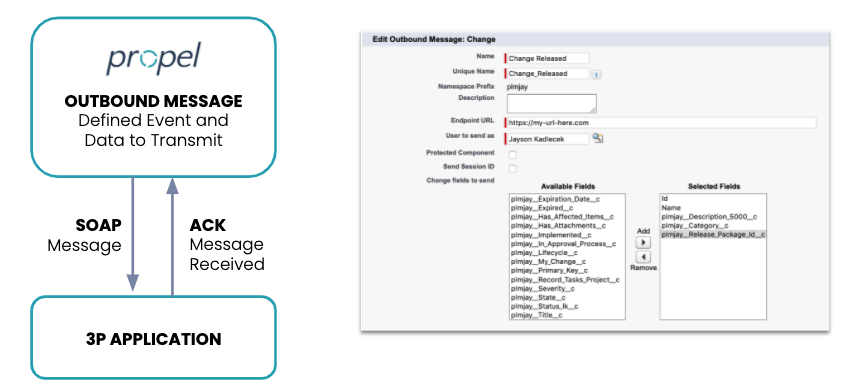 propel
OUTBOUND MESSAGE
Defined Event and
Data to Transmit
SOAP
Message
ACK
Message
Received
3P APPLICATION
Edit Outbound Message: Change
Name Change Released
Unique Name Change_Released i
Namespace Prefix plmjay
Description
Endpoint URL https://my-url-here.com
User to send as Jayson Kadlecek
Protected Component
Send Session ID
Change fields to send
Available Fields
plmjay__Expiration_Date__c
plmjay__Expired__c
plmjay__Has_Affected_Items__c
plmjay__Has_Attachments__c
plmjay__Implemented__c
plmjay__In_Approval_Process__c
plmjay__Lifecycle__c
plmjay__My_Change__c
plmjay__Primary_Key__c
plmjay__Record_Tasks_Project__c
plmjay__Severity__c
plmjay__State__c
plmjay__Status_lk__c
plmjay__Title__c
Add
Remove
Selected Fields
Id
Name
plmjay__Description_5000__c
plmjay__Category__c
plmjay__Release_Package_Id__c